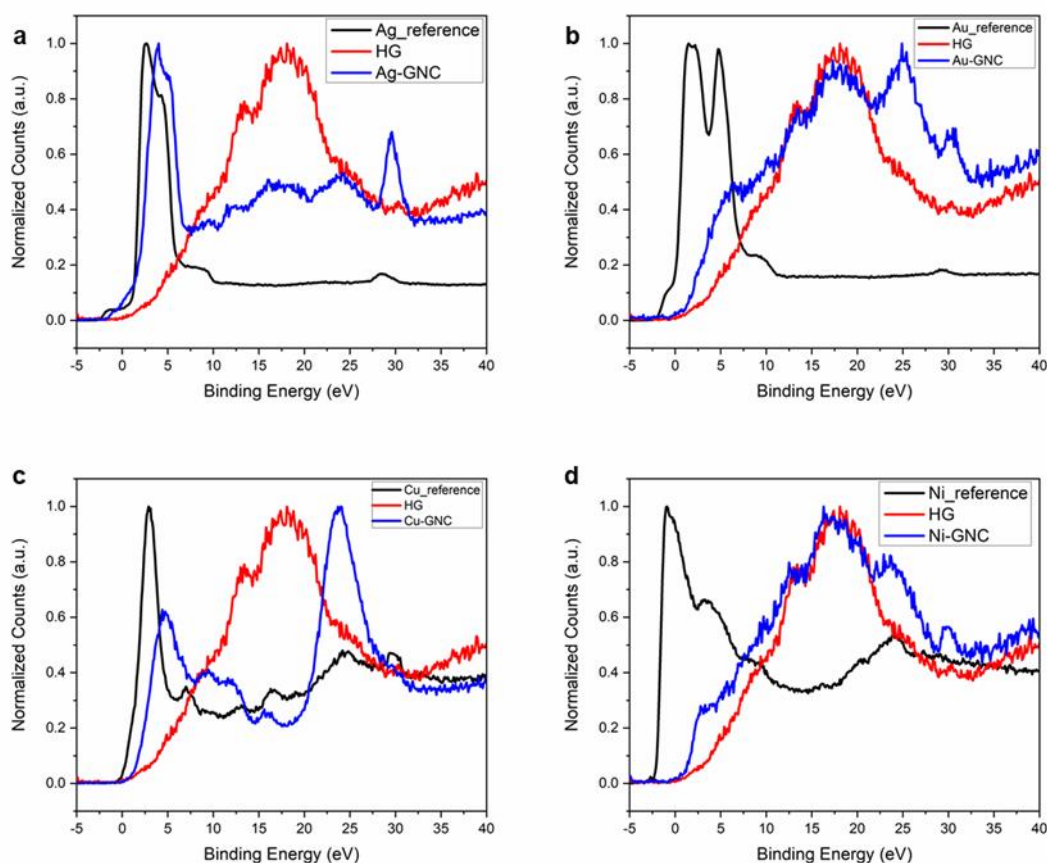 a
Ag_reference
HG
Ag-GNC
Normalized Counts (a.u.)
1.0
0.8
0.6
0.4
0.2
0.0
-5 0 5 10 15 20 25 30 35 40
Binding Energy (eV)
b
Au_reference
HG
Au-GNC
Normalized Counts (a.u.)
1.0
0.8
0.6
0.4
0.2
0.0
-5 0 5 10 15 20 25 30 35 40
Binding Energy (eV)
c
Cu_reference
HG
Cu-GNC
Normalized Counts (a.u.)
1.0
0.8
0.6
0.4
0.2
0.0
-5 0 5 10 15 20 25 30 35 40
Binding Energy (eV)
d
Ni_reference
HG
Ni-GNC
Normalized Counts (a.u.)
1.0
0.8
0.6
0.4
0.2
0.0
-5 0 5 10 15 20 25 30 35 40
Binding Energy (eV)